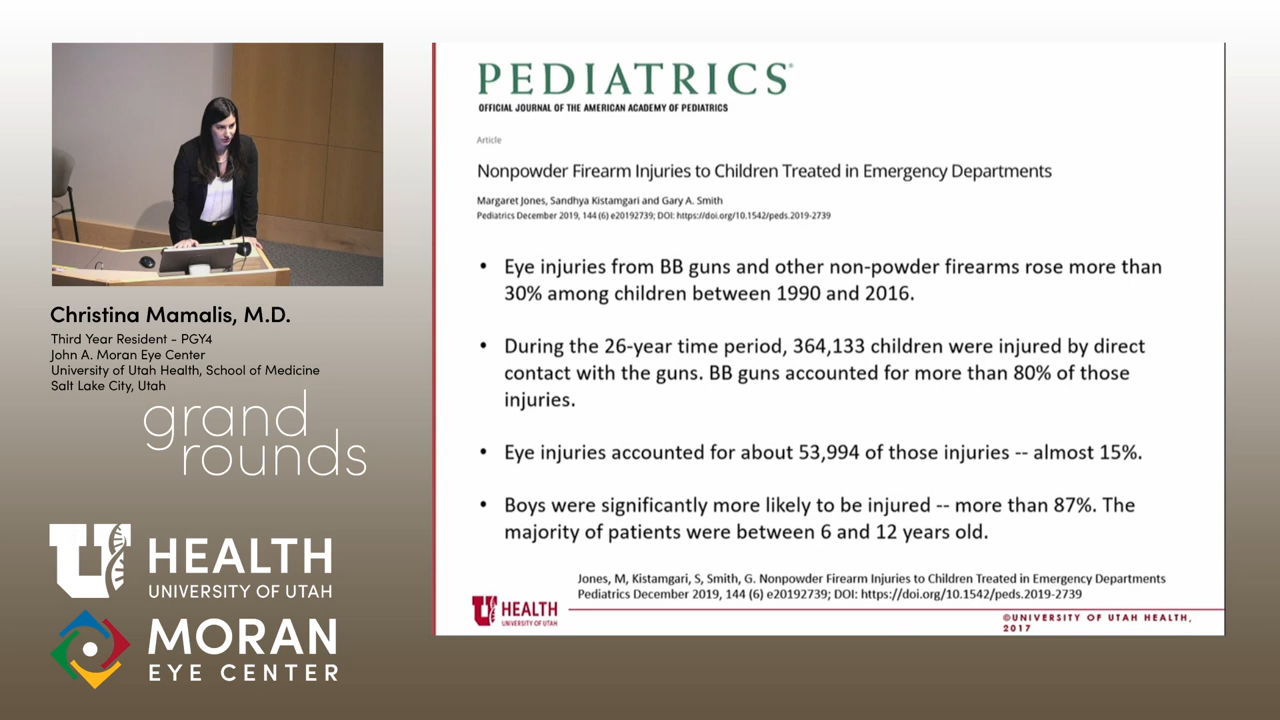 Christina Mamalis, M.D.
Third Year Resident - PGY4
John A. Moran Eye Center
University of Utah Health, School of Medicine
Salt Lake City, Utah
grand
rounds
U HEALTH
UNIVERSITY OF UTAH
MORAN
EYE CENTER
PEDIATRICS®
OFFICIAL JOURNAL OF THE AMERICAN ACADEMY OF PEDIATRICS
Article
Nonpowder Firearm Injuries to Children Treated in Emergency Departments
Margaret Jones, Sandhya Kistamgari and Gary A. Smith
Pediatrics December 2019, 144 (6) e20192739; DOI: https://doi.org/10.1542/peds.2019-2739
• Eye injuries from BB guns and other non-powder firearms rose more than
30% among children between 1990 and 2016.
• During the 26-year time period, 364,133 children were injured by direct
contact with the guns. BB guns accounted for more than 80% of those
injuries.
• Eye injuries accounted for about 53,994 of those injuries -- almost 15%.
• Boys were significantly more likely to be injured -- more than 87%. The
majority of patients were between 6 and 12 years old.
Jones, M, Kistamgari, S, Smith, G. Nonpowder Firearm Injuries to Children Treated in Emergency Departments
Pediatrics December 2019, 144 (6) e20192739; DOI: https://doi.org/10.1542/peds.2019-2739
U HEALTH
UNIVERSITY OF UTAH
©UNIVERSITY OF UTAH HEALTH,
2017